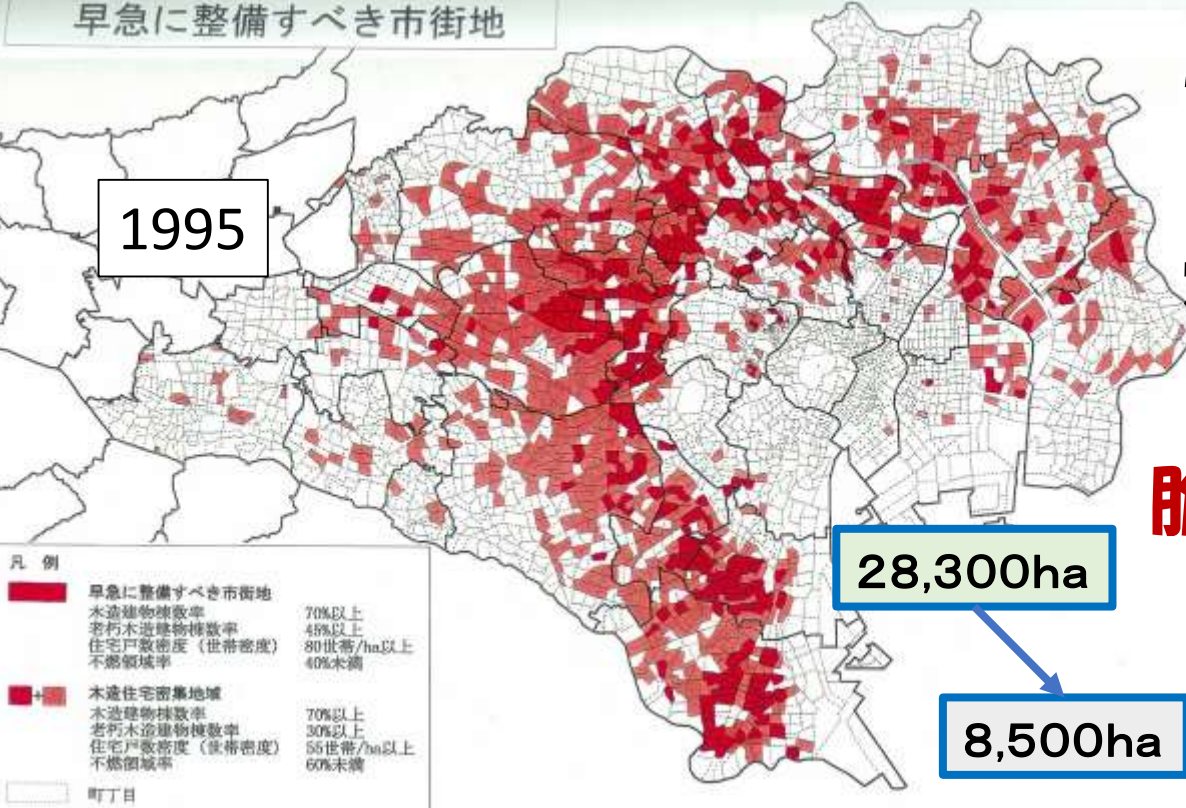 早急に整備すべき市街地
1995
28,300ha
8,500ha
凡 例
早急に整備すべき市街地
木造建物棟数率 70%以上
老朽木造建物棟数率 45%以上
住宅戸数密度（世帯密度） 80世帯/ha以上
不燃領域率 40%未満
+
木造住宅密集地域
木造建物棟数率 70%以上
老朽木造建物棟数率 30%以上
住宅戸数密度（世帯密度） 55世帯/ha以上
不燃領域率 60%未満
町丁目